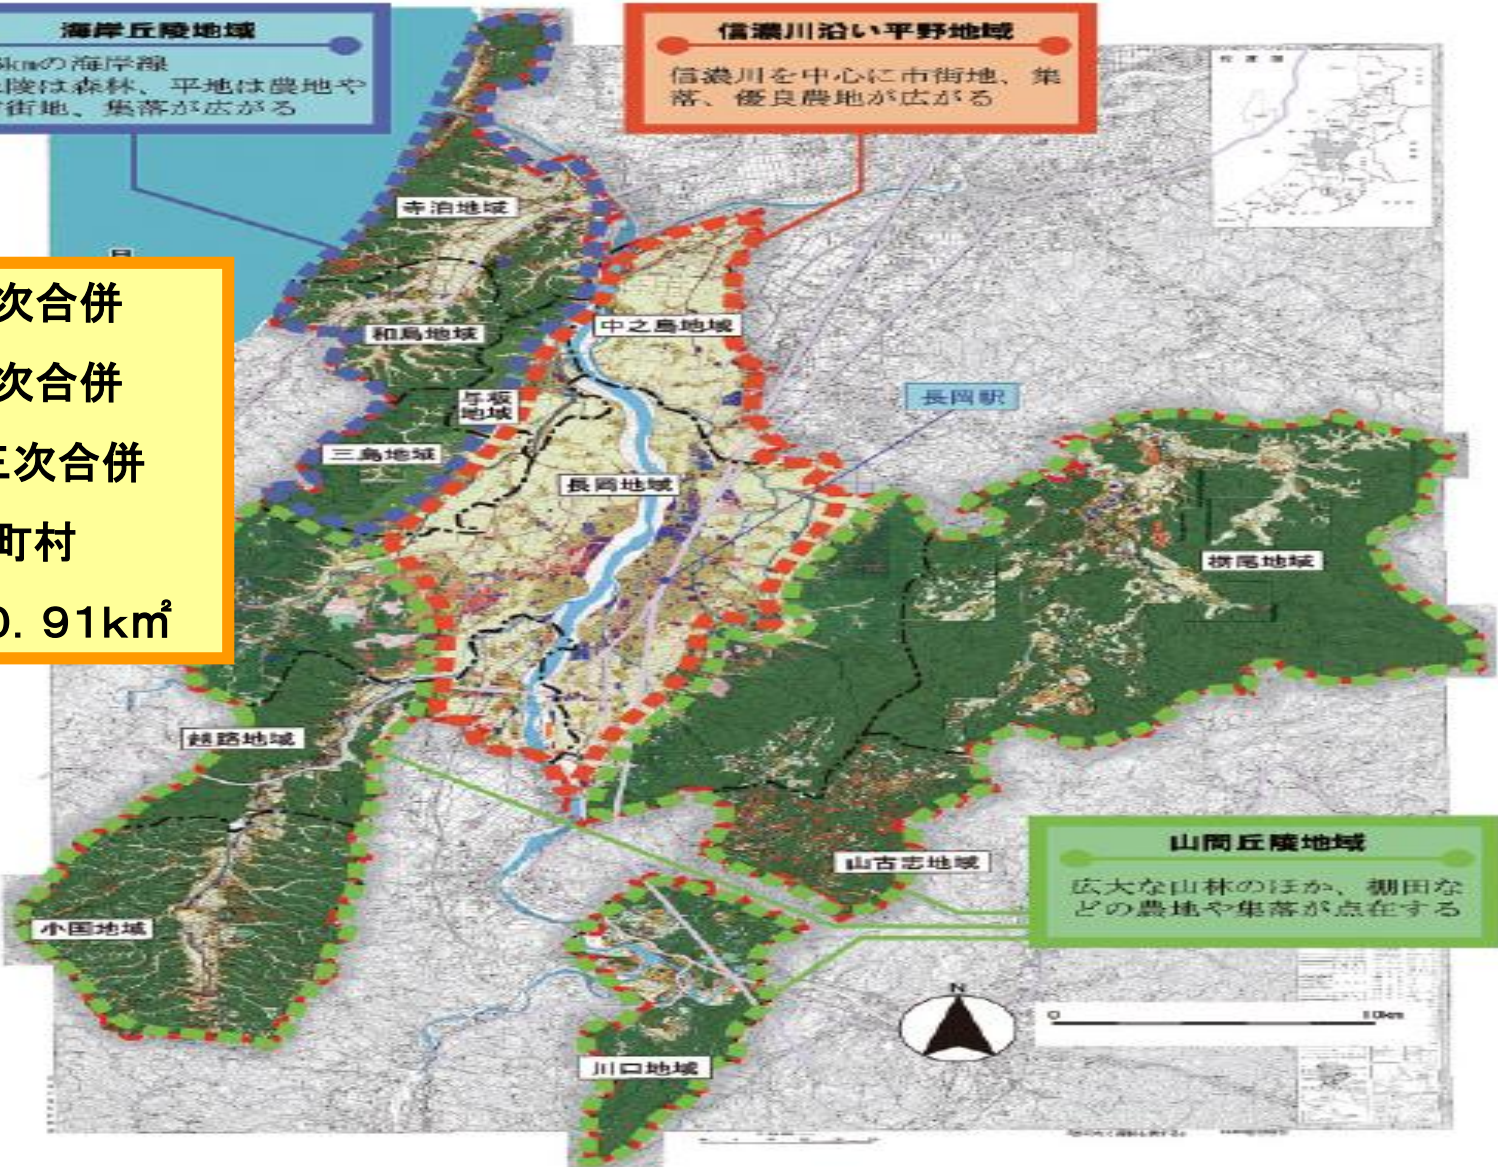 海岸丘陵地域
kmの海岸線
陵は森林、平地は農地や
街地、集落が広がる
信濃川沿い平野地域
信濃川を中心に市街地、集
落、優良農地が広がる
寺泊地域
和島地域
中之島地域
与板
地域
長岡駅
三島地域
長岡地域
栃尾地域
次合併
次合併
三次合併
町村
0. 91k㎡
越路地域
山古志地域
小国地域
川口地域
山間丘陵地域
広大な山林のほか、棚田な
どの農地や集落が点在する
N
0
10km